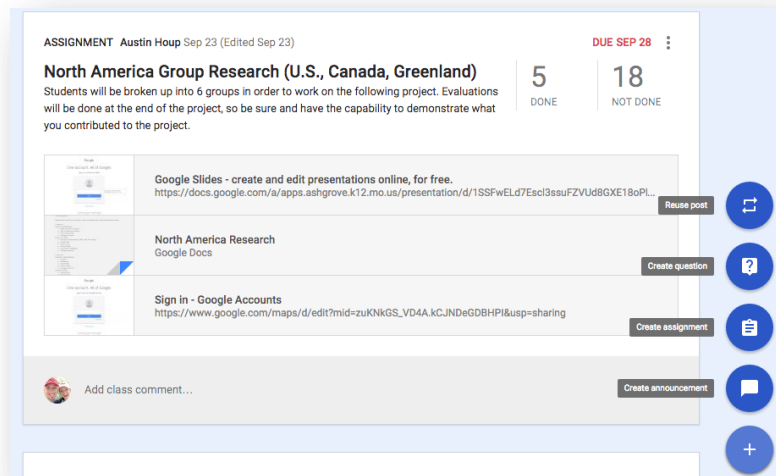 ASSIGNMENT Austin Houp Sep 23 (Edited Sep 23)
DUE SEP 28
North America Group Research (U.S., Canada, Greenland)
Students will be broken up into 6 groups in order to work on the following project. Evaluations
will be done at the end of the project, so be sure and have the capability to demonstrate what
you contributed to the project.
5
DONE
18
NOT DONE
Google Slides - create and edit presentations online, for free.
https://docs.google.com/a/apps.ashgrove.k12.mo.us/presentation/d/1SSFwELd7Escl3ssuFZVUd8GXE18oPl...
Reuse post
North America Research
Google Docs
Create question
Sign in - Google Accounts
https://www.google.com/maps/d/edit?mid=zuKNkGS_VD4A.kCJNDeGDBHPI&usp=sharing
Create assignment
Add class comment...
Create announcement